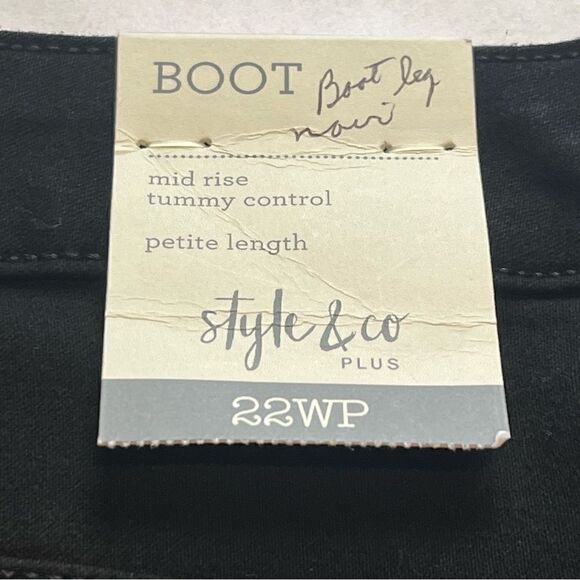 BOOT Boot leg
noir
mid rise
tummy control
petite length
style & co
PLUS
22WP